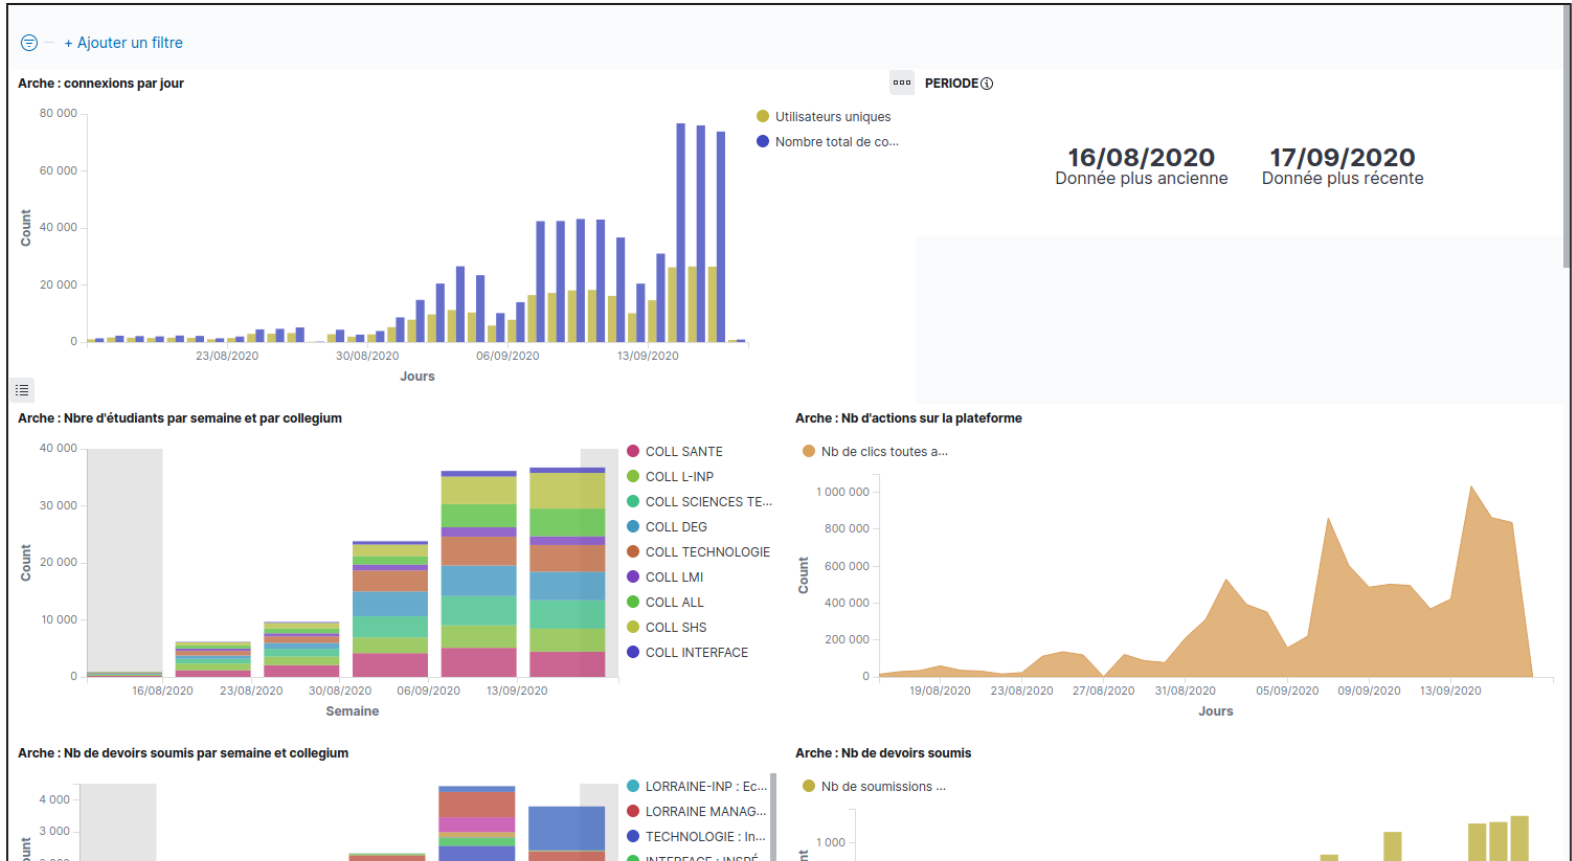 + Ajouter un filtre
Arche : connexions par jour
80 000
60 000
40 000
20 000
0
Count
23/08/2020
30/08/2020
06/09/2020
13/09/2020
Jours
Utilisateurs uniques
Nombre total de co...
PERIODE
16/08/2020
Donnée plus ancienne
17/09/2020
Donnée plus récente
Arche : Nbre d'étudiants par semaine et par collegium
40 000
30 000
20 000
10 000
0
Count
16/08/2020
23/08/2020
30/08/2020
06/09/2020
13/09/2020
Semaine
COLL SANTE
COLL L-INP
COLL SCIENCES TE...
COLL DEG
COLL TECHNOLOGIE
COLL LMI
COLL ALL
COLL SHS
COLL INTERFACE
Arche : Nb d'actions sur la plateforme
Nb de clics toutes a...
1 000 000
800 000
600 000
400 000
200 000
0
Count
19/08/2020
23/08/2020
27/08/2020
31/08/2020
05/09/2020
09/09/2020
13/09/2020
Jours
Arche : Nb de devoirs soumis par semaine et collegium
4 000
3 000
LORRAINE-INP : Ec...
LORRAINE MANAG...
TECHNOLOGIE : In...
INTERFACE : INSPÉ
Arche : Nb de devoirs soumis
Nb de soumissions ...
1 000